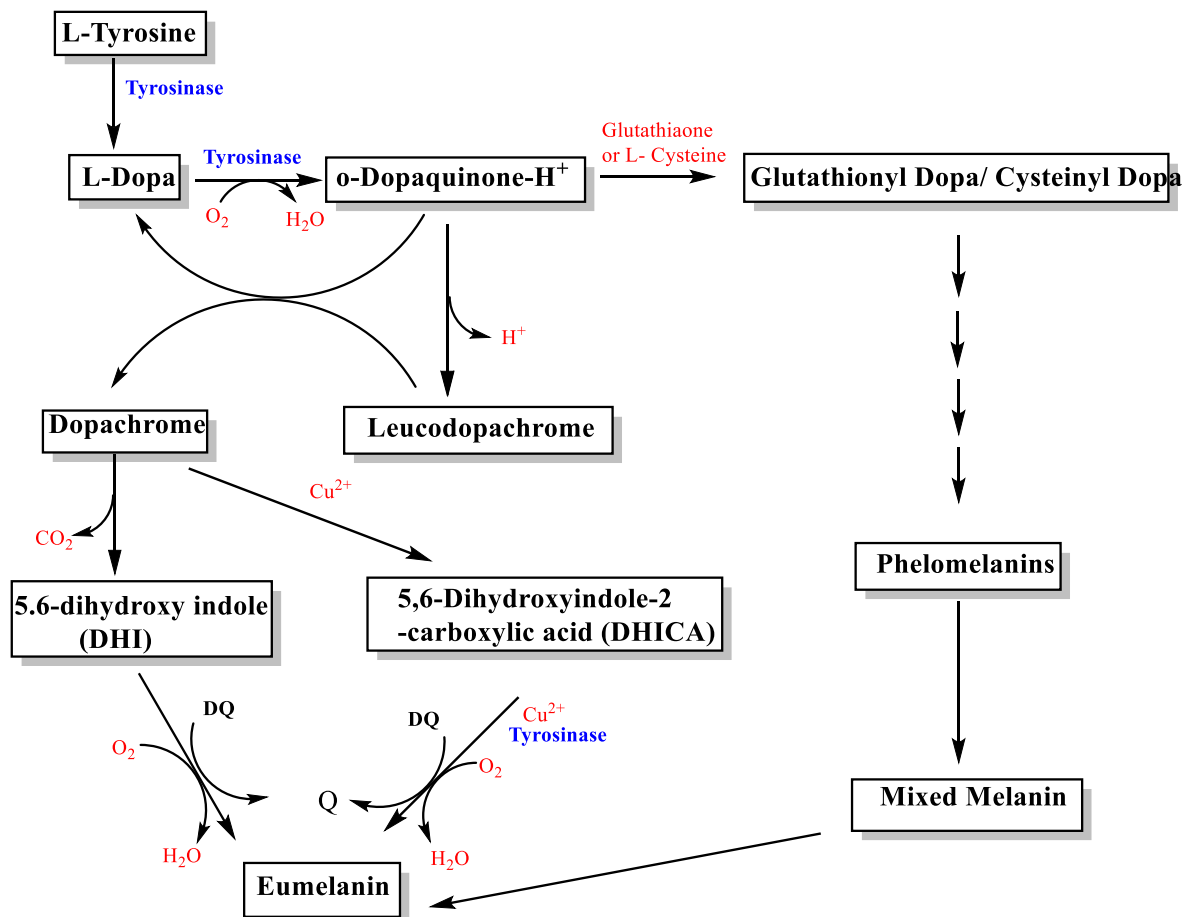 L-Tyrosine
Tyrosinase
L-Dopa
Tyrosinase
O2
H2O
o-Dopaquinone-H+
Glutathiaone
or L- Cysteine
Glutathionyl Dopa/ Cysteinyl Dopa
H+
Dopachrome
Leucodopachrome
Cu2+
CO2
5.6-dihydroxy indole
(DHI)
5,6-Dihydroxyindole-2
-carboxylic acid (DHICA)
Phelomelanins
DQ
O2
H2O
Q
DQ
Cu2+
Tyrosinase
O2
H2O
Mixed Melanin
Eumelanin